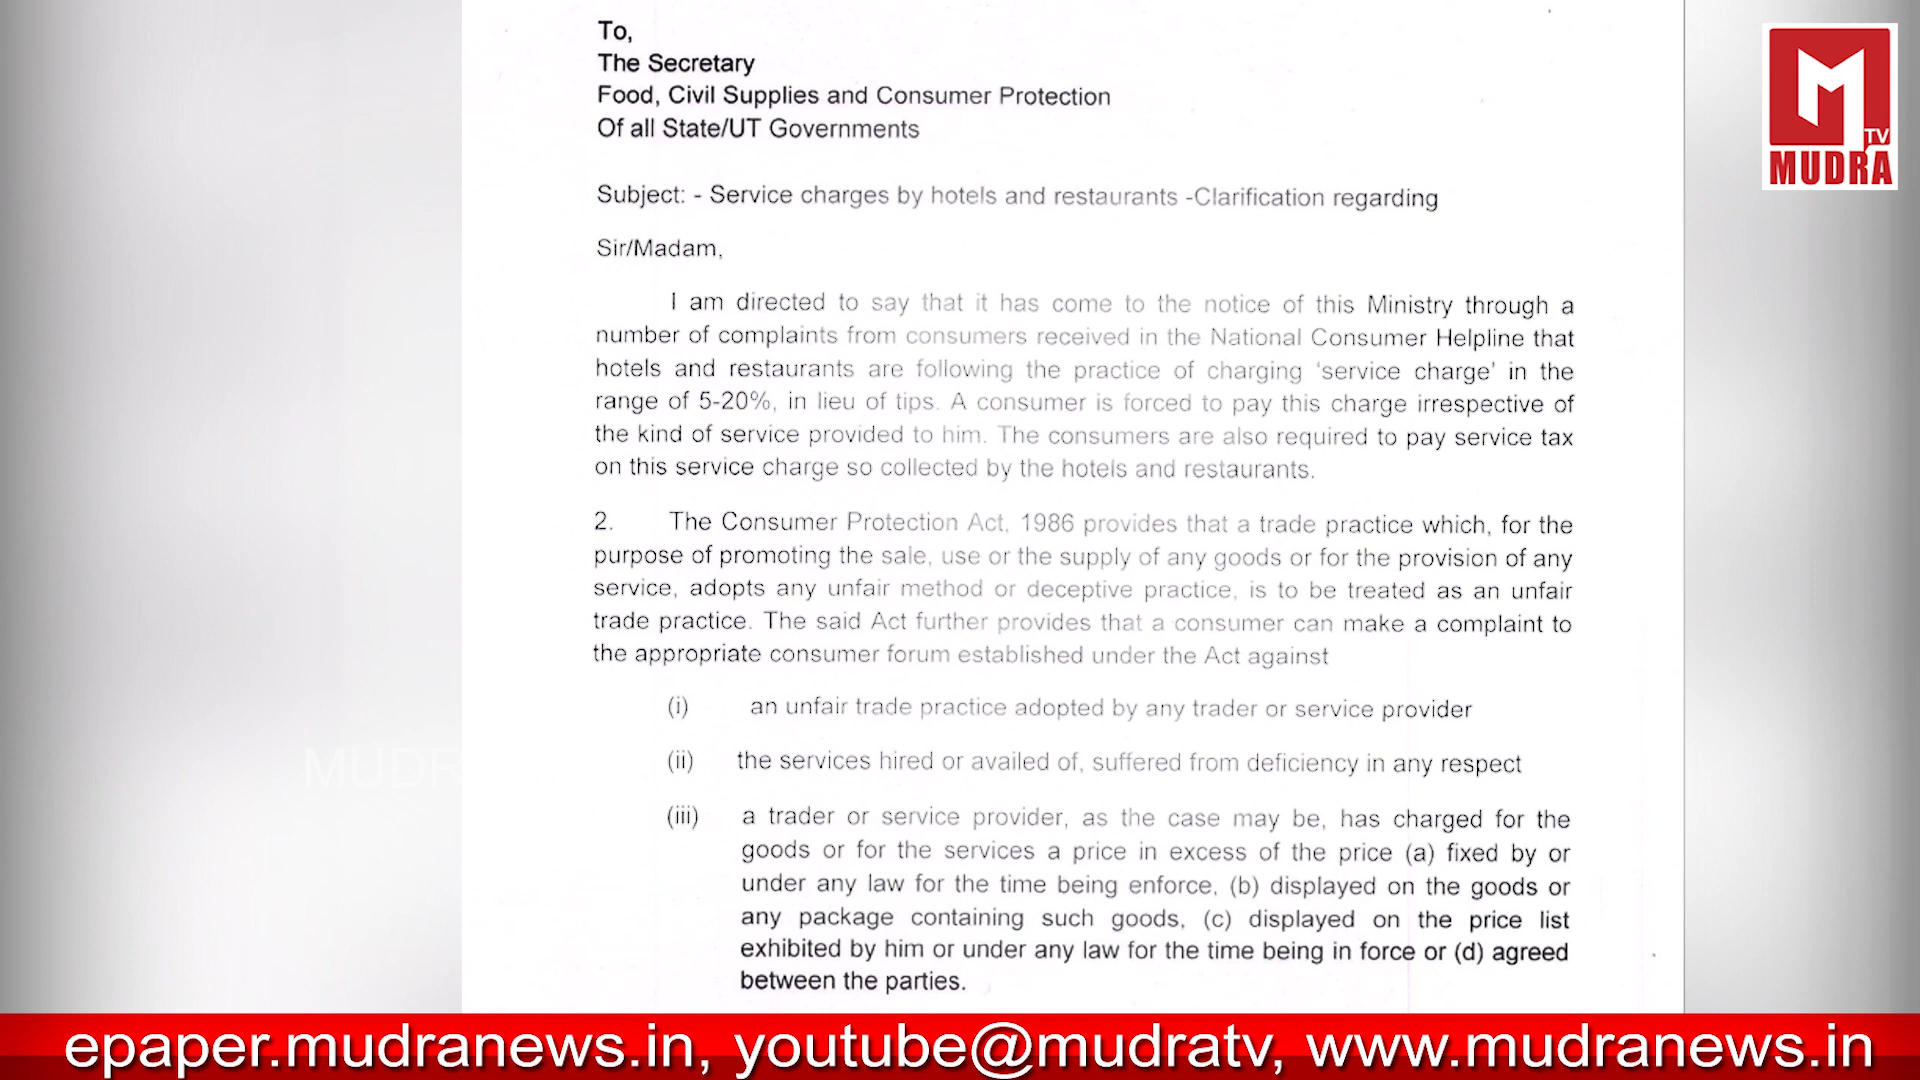 To,
The Secretary
Food, Civil Supplies and Consumer Protection
Of all State/UT Governments
Subject: - Service charges by hotels and restaurants -Clarification regarding
Sir/Madam,
I am directed to say that it has come to the notice of this Ministry through a
number of complaints from consumers received in the National Consumer Helpline that
hotels and restaurants are following the practice of charging 'service charge' in the
range of 5-20%, in lieu of tips. A consumer is forced to pay this charge irrespective of
the kind of service provided to him. The consumers are also required to pay service tax
on this service charge so collected by the hotels and restaurants.
2. The Consumer Protection Act, 1986 provides that a trade practice which, for the
purpose of promoting the sale, use or the supply of any goods or for the provision of any
service, adopts any unfair method or deceptive practice, is to be treated as an unfair
trade practice. The said Act further provides that a consumer can make a complaint to
the appropriate consumer forum established under the Act against
(i) an unfair trade practice adopted by any trader or service provider
(ii) the services hired or availed of, suffered from deficiency in any respect
(iii) a trader or service provider, as the case may be, has charged for the
goods or for the services a price in excess of the price (a) fixed by or
under any law for the time being enforce, (b) displayed on the goods or
any package containing such goods, (c) displayed on the price list
exhibited by him or under any law for the time being in force or (d) agreed
between the parties.
M
TV
MUDRA
MUDR
epaper.mudranews.in, youtube@mudratv, www.mudranews.in